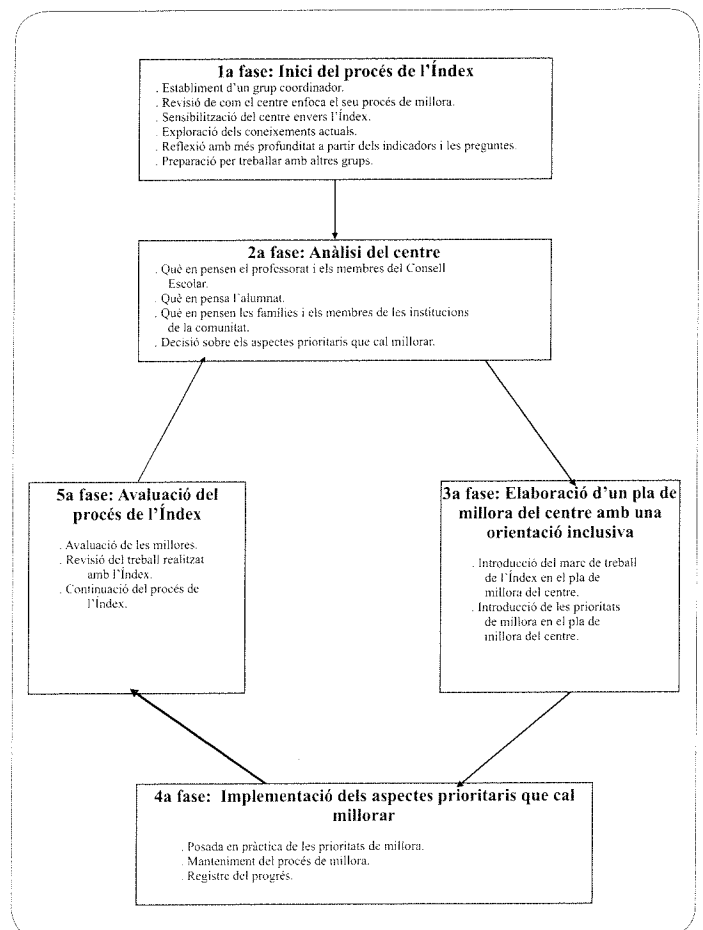 1a fase: Inici del procés de l'Índex
. Establiment d'un grup coordinador.
. Revisió de com el centre enfoca el seu procés de millora.
. Sensibilització del centre envers l'Índex.
. Exploració dels coneixements actuals.
. Reflexió amb més profunditat a partir dels indicadors i les preguntes.
. Preparació per treballar amb altres grups.
2a fase: Anàlisi del centre
. Què en pensen el professorat i els membres del Consell
Escolar.
. Què en pensa l'alumnat.
. Què en pensen les famílies i els membres de les institucions
de la comunitat.
. Decisió sobre els aspectes prioritaris que cal millorar.
5a fase: Avaluació del
procés de l'Índex
. Avaluació de les millores.
. Revisió del treball realitzat
amb l'Índex.
. Continuació del procés de
l'Índex.
3a fase: Elaboració d'un pla de
millora del centre amb una
orientació inclusiva
. Introducció del marc de treball
de l'Índex en el pla de
millora del centre.
. Introducció de les prioritats
de millora en el pla de
millora del centre.
4a fase: Implementació dels aspectes prioritaris que cal
millorar
. Posada en pràctica de les prioritats de millora.
. Manteniment del procés de millora.
. Registre del progrés.